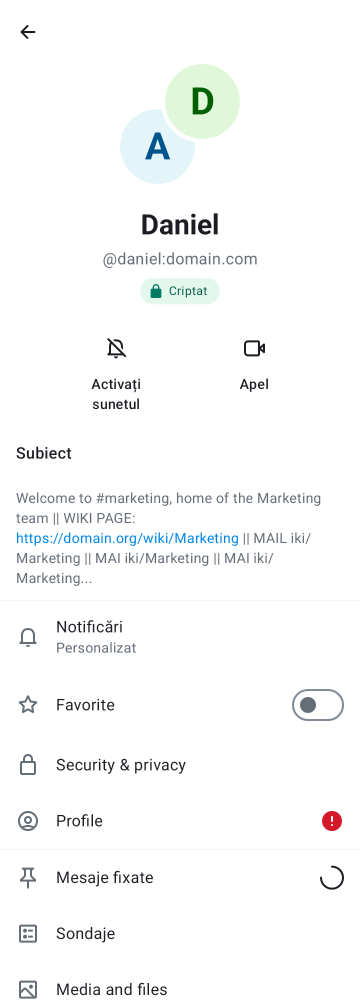 D
A
Daniel
@daniel:domain.com
Criptat
Activați
sunetul
Apel
Subiect
Welcome to #marketing, home of the Marketing
team || WIKI PAGE:
https://domain.org/wiki/Marketing || MAIL iki/
Marketing || MAI iki/Marketing || MAI iki/
Marketing...
Notificări
Personalizat
Favorite
Security & privacy
Profile
Mesaje fixate
Sondaje
Media and files